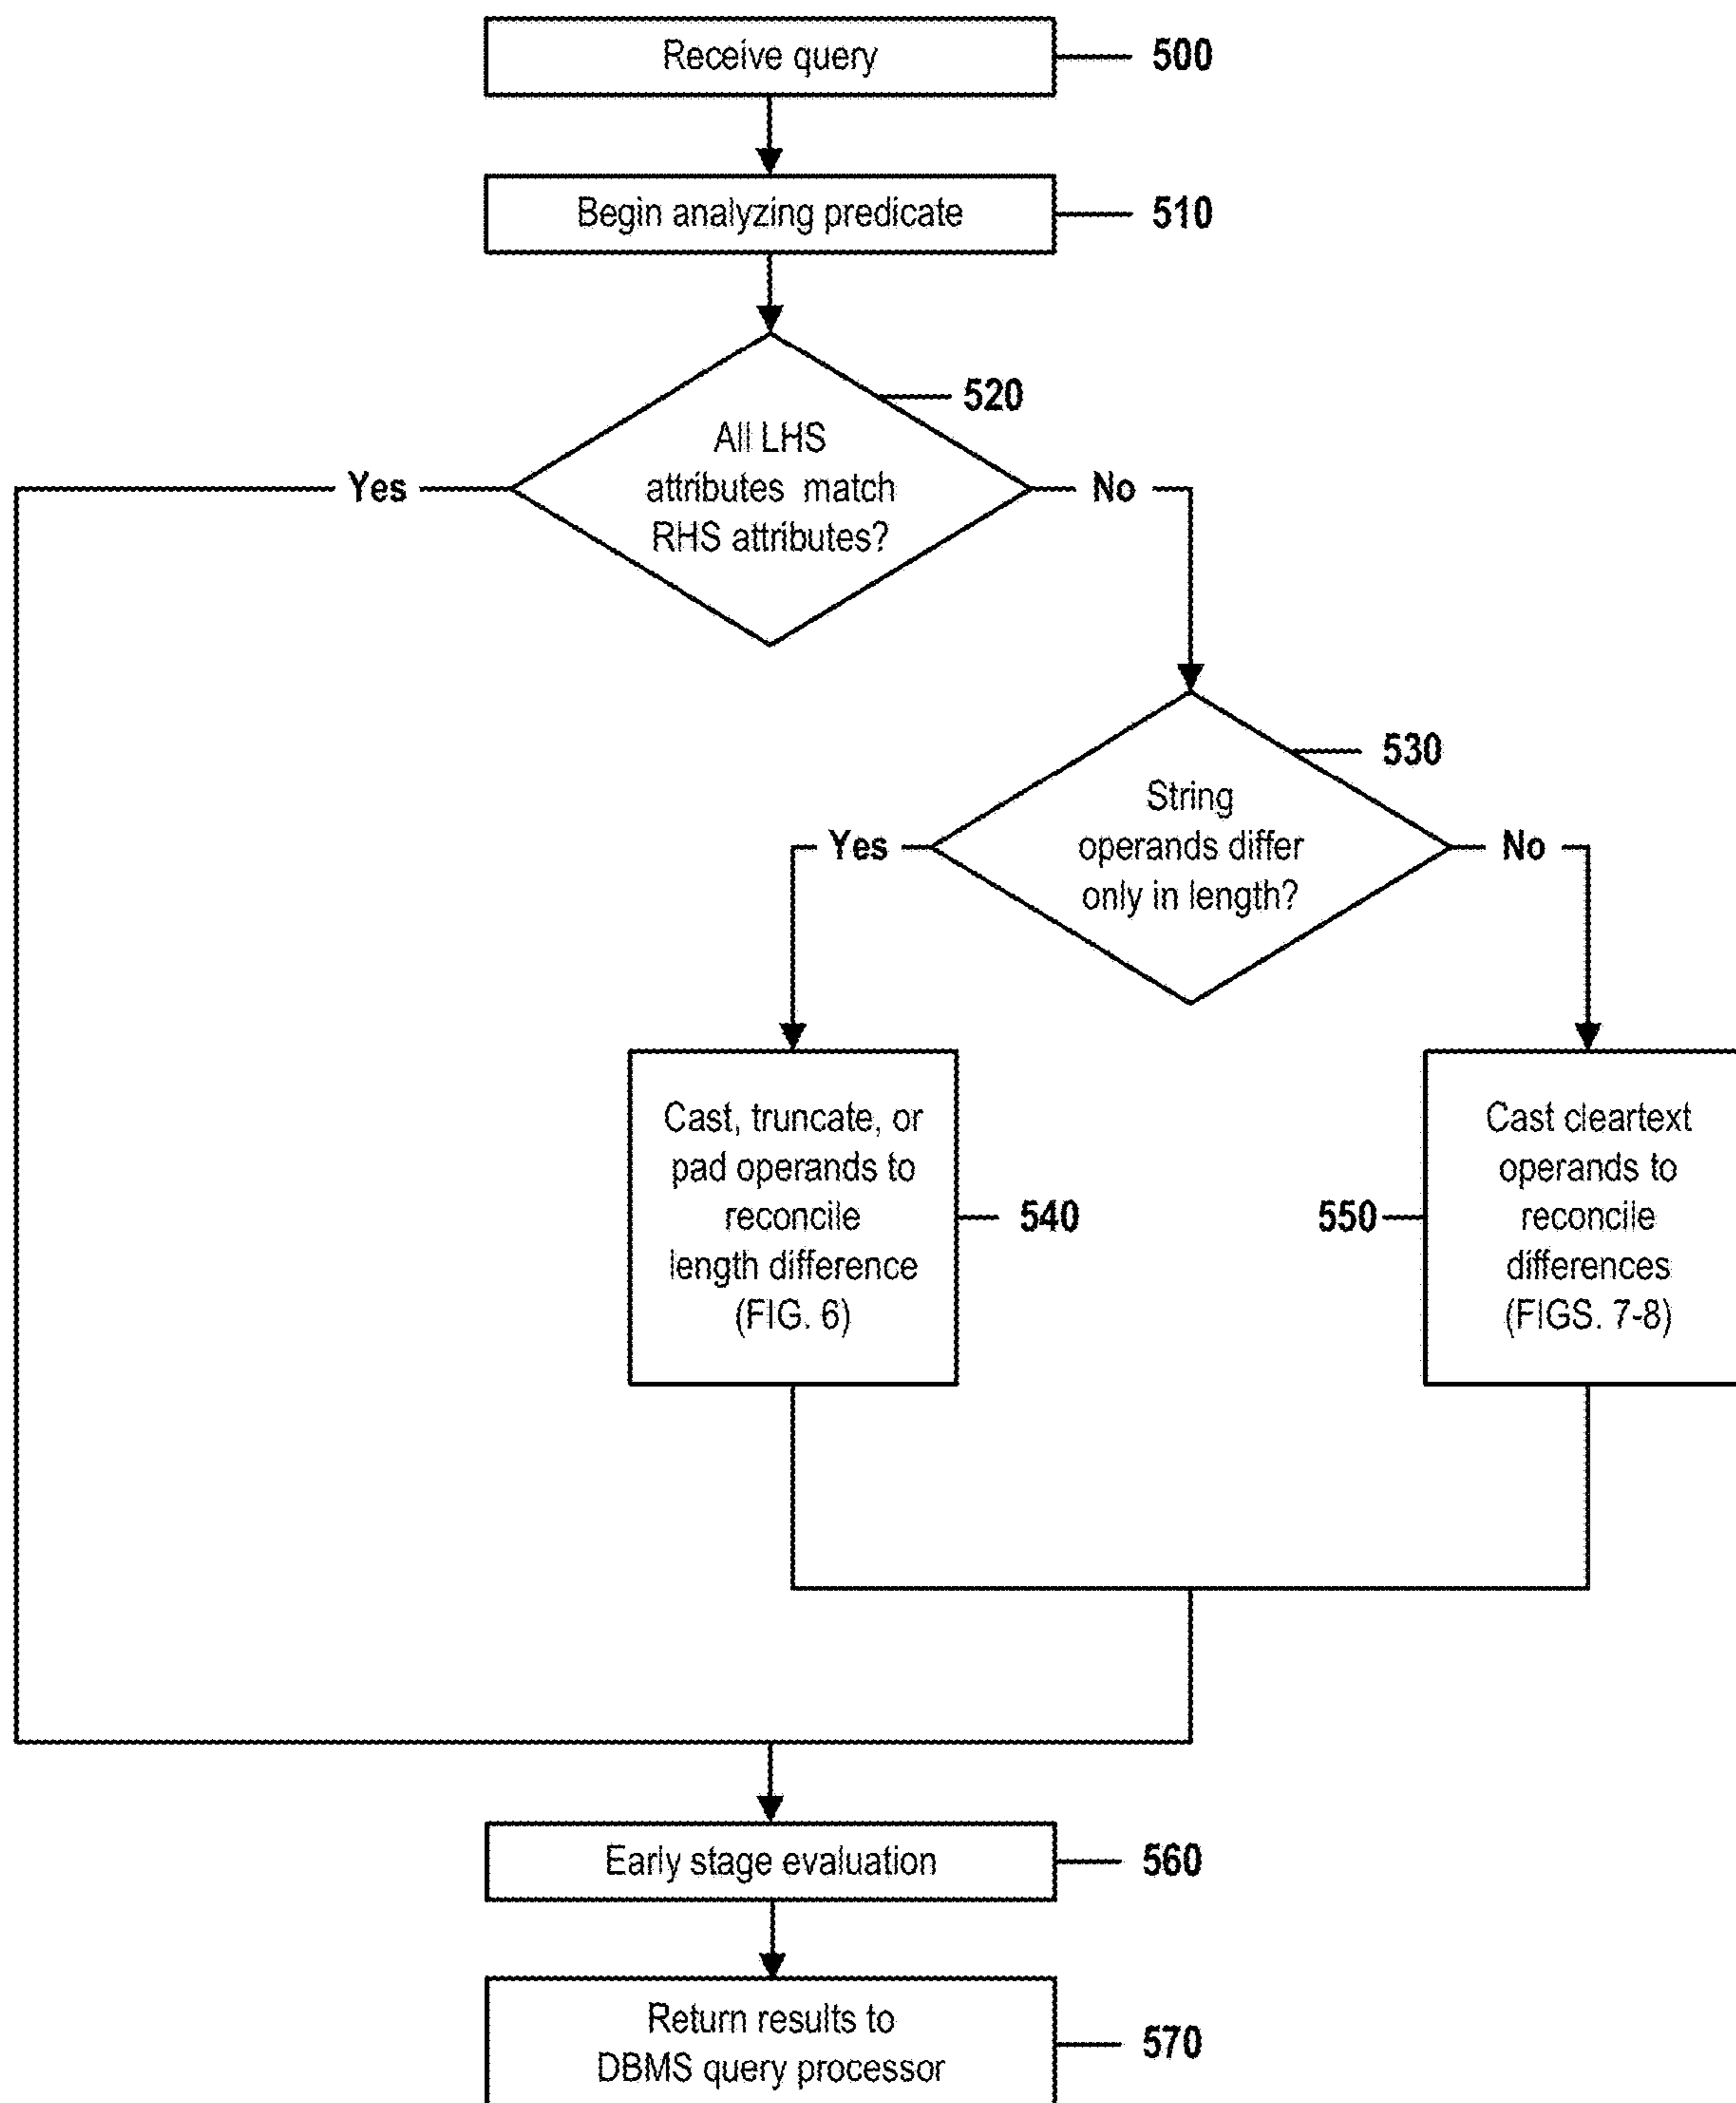 Receive query
500
Begin analyzing predicate
510
520
All LHS
attributes match
RHS attributes?
Yes
No
530
String
operands differ
only in length?
Yes
No
Cast, truncate, or
pad operands to
reconcile
length difference
(FIG. 6)
540
550
Cast cleartext
operands to
reconcile
differences
(FIGS. 7-8)
Early stage evaluation
560
Return results to
DBMS query processor
570